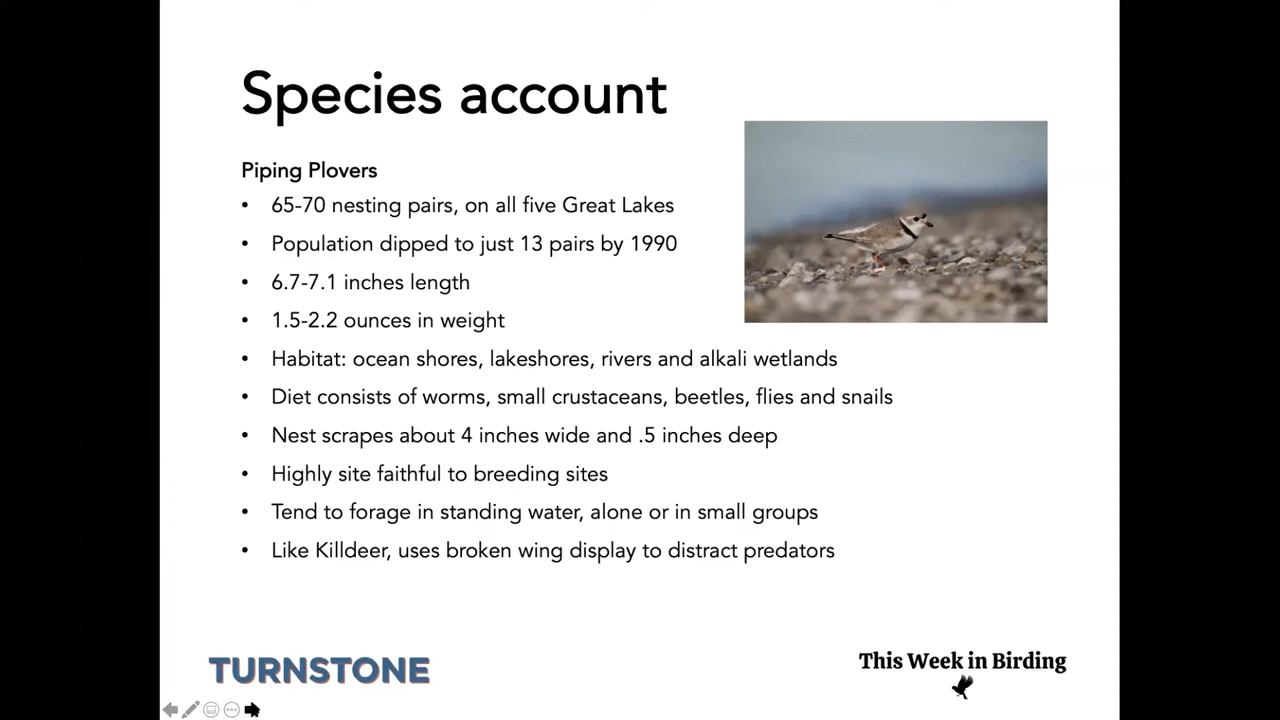 Species account
Piping Plovers
• 65-70 nesting pairs, on all five Great Lakes
• Population dipped to just 13 pairs by 1990
• 6.7-7.1 inches length
• 1.5-2.2 ounces in weight
• Habitat: ocean shores, lakeshores, rivers and alkali wetlands
• Diet consists of worms, small crustaceans, beetles, flies and snails
• Nest scrapes about 4 inches wide and .5 inches deep
• Highly site faithful to breeding sites
• Tend to forage in standing water, alone or in small groups
• Like Killdeer, uses broken wing display to distract predators
TURNSTONE
This Week in Birding